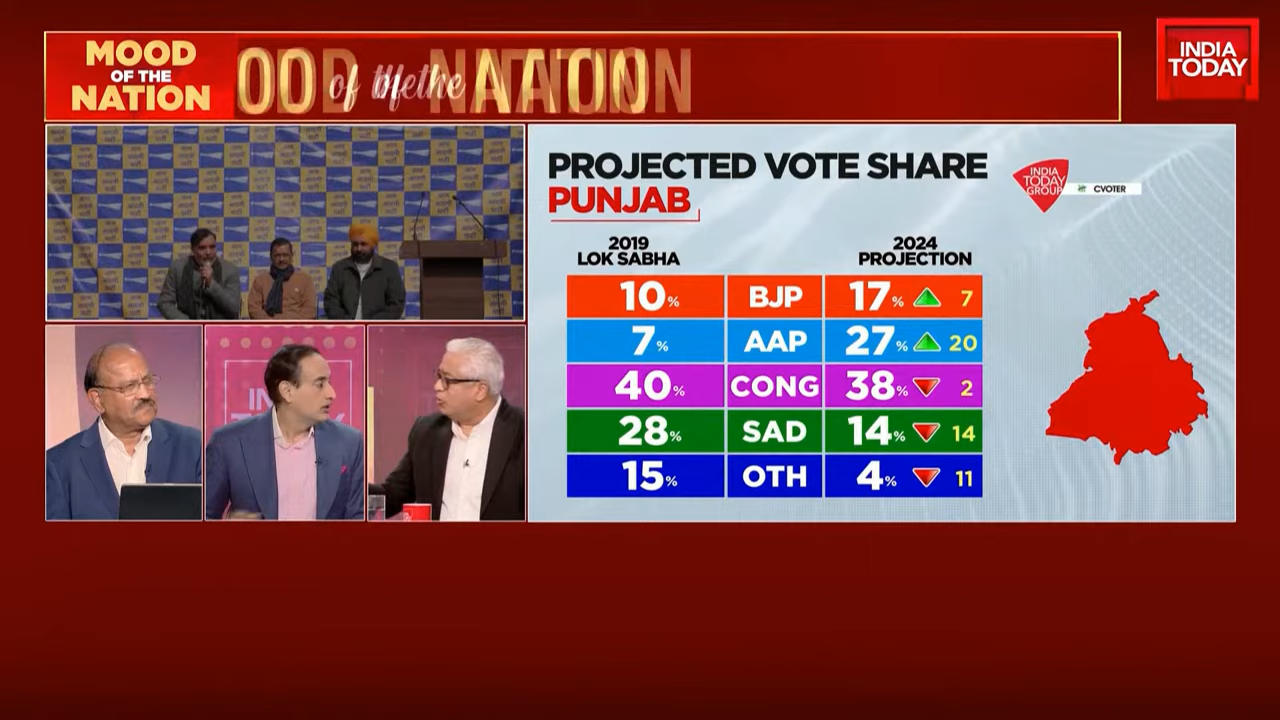 MOOD
OF THE
NATION
INDIA
TODAY
PROJECTED VOTE SHARE
PUNJAB
INDIA
TODAY
GROUP
CVOTER
2019
LOK SABHA
2024
PROJECTION
10% BJP 17% 7
7% AAP 27% 20
40% CONG 38% 2
28% SAD 14% 14
15% OTH 4% 11